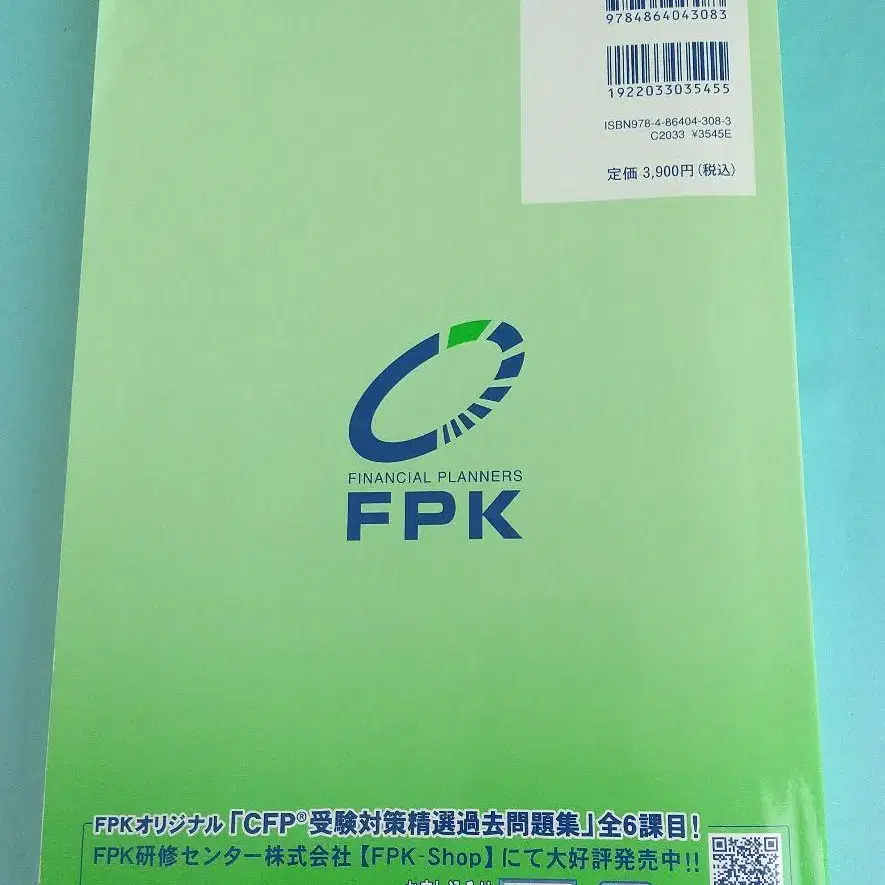 9784864043083
1922033035455
ISBN978-4-86404-308-3
C2033 ¥3545E
定価 3,900円(税込)
FINANCIAL PLANNERS
FPK
FPKオリジナル「CFP®受験対策精選過去問題集」全6課目!
FPK研修センター株式会社【FPK-Shop】にて大好評発売中!!